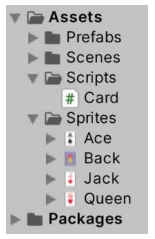 Assets
Prefabs
Scenes
Scripts
# Card
Sprites
Ace
Back
Jack
Queen
Packages